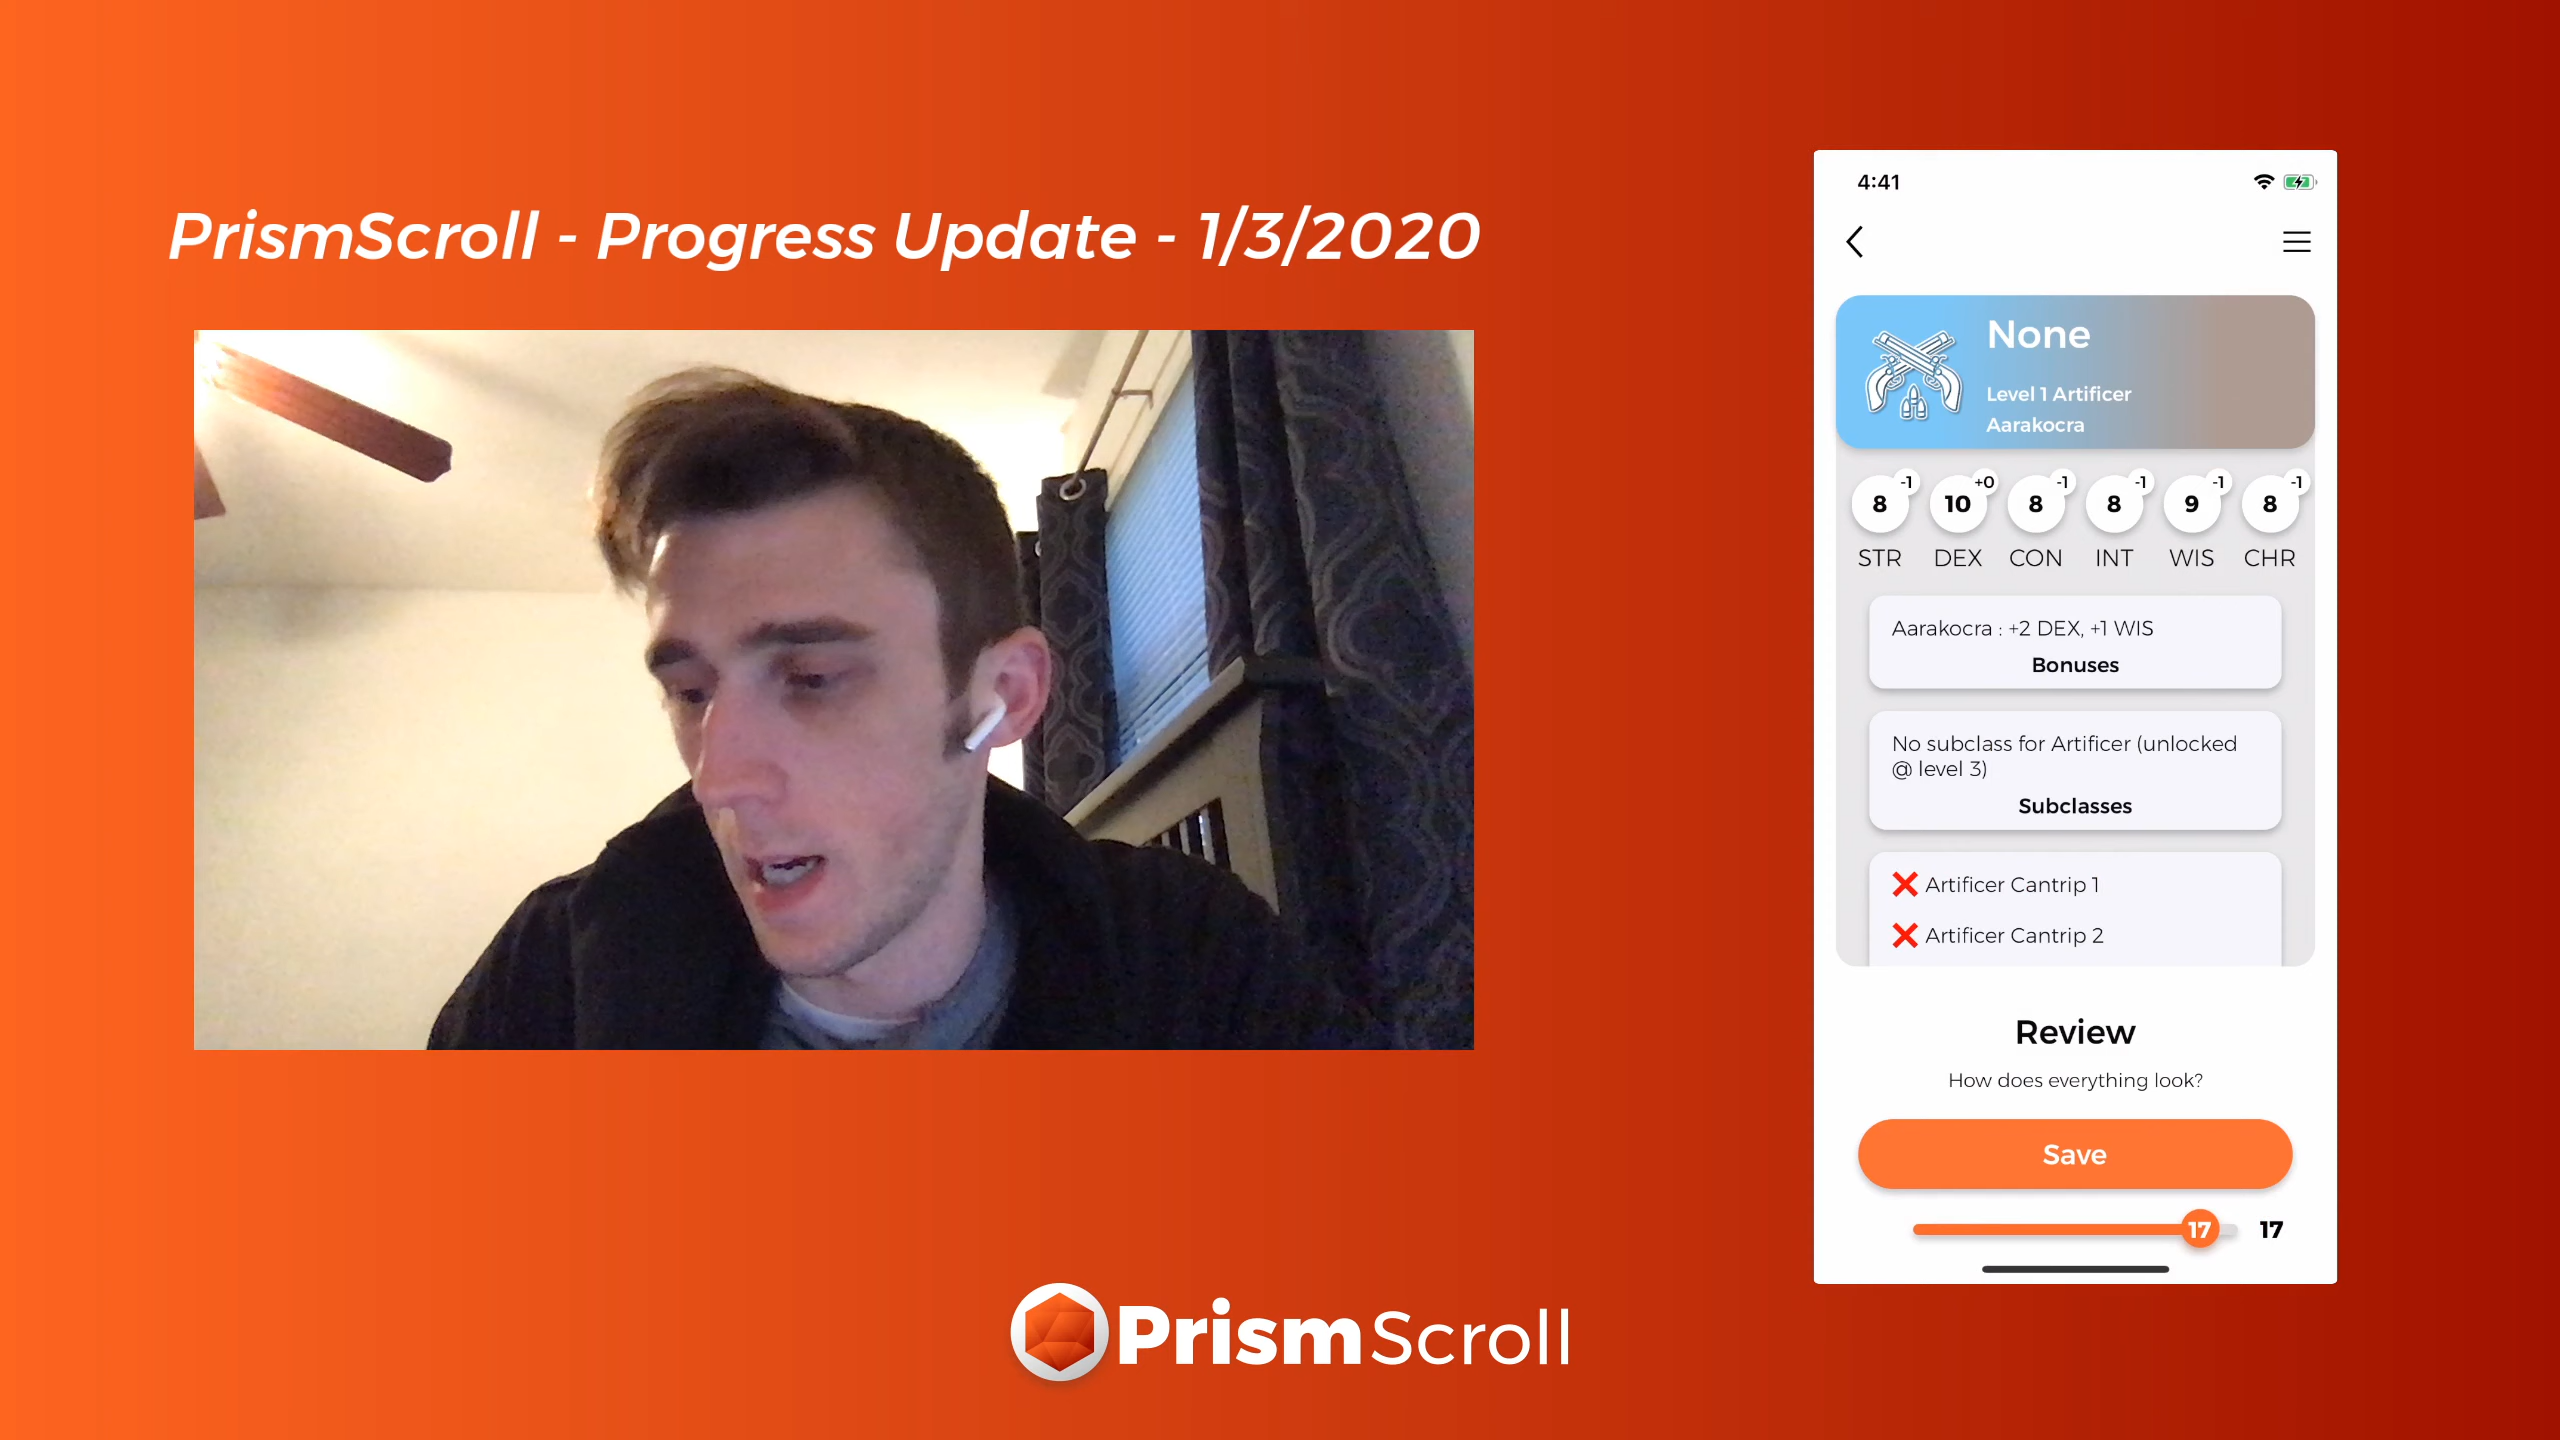 PrismScroll - Progress Update - 1/3/2020
4:41
None
Level 1 Artificer
Aarakocra
8 -1 10 +0 8 -1 8 -1 9 -1 8 -1
STR DEX CON INT WIS CHR
Aarakocra : +2 DEX, +1 WIS
Bonuses
No subclass for Artificer (unlocked
@ level 3)
Subclasses
❌ Artificer Cantrip 1
❌ Artificer Cantrip 2
Review
How does everything look?
Save
17 17
PrismScroll